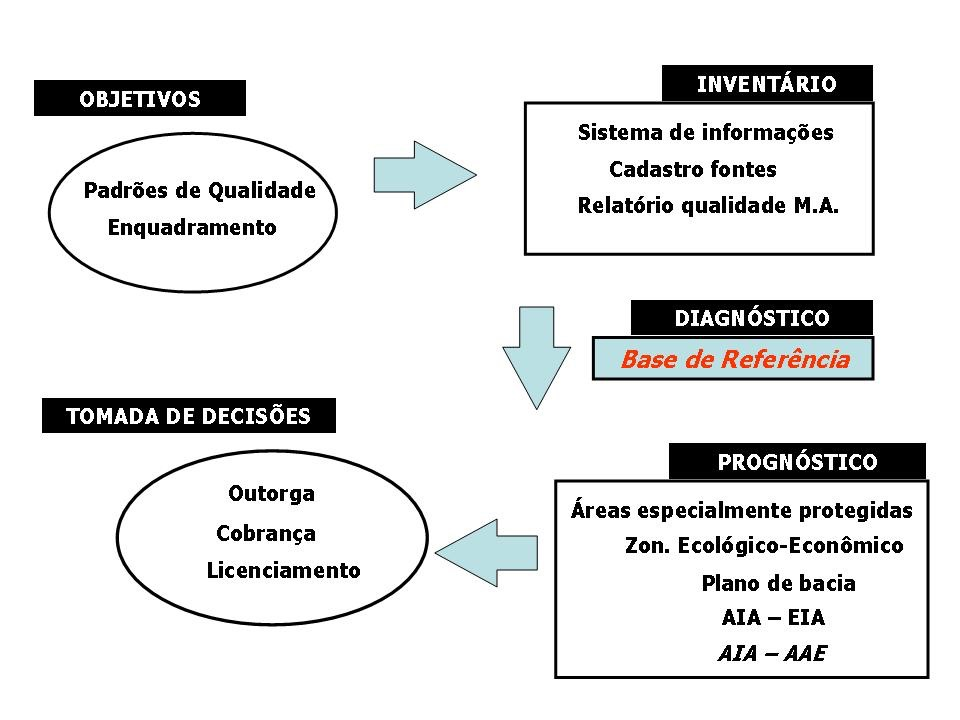 OBJETIVOS
Padrões de Qualidade
Enquadramento
INVENTÁRIO
Sistema de informações
Cadastro fontes
Relatório qualidade M.A.
DIAGNÓSTICO
Base de Referência
PROGNÓSTICO
Áreas especialmente protegidas
Zon. Ecológico-Econômico
Plano de bacia
AIA – EIA
AIA – AAE
TOMADA DE DECISÕES
Outorga
Cobrança
Licenciamento